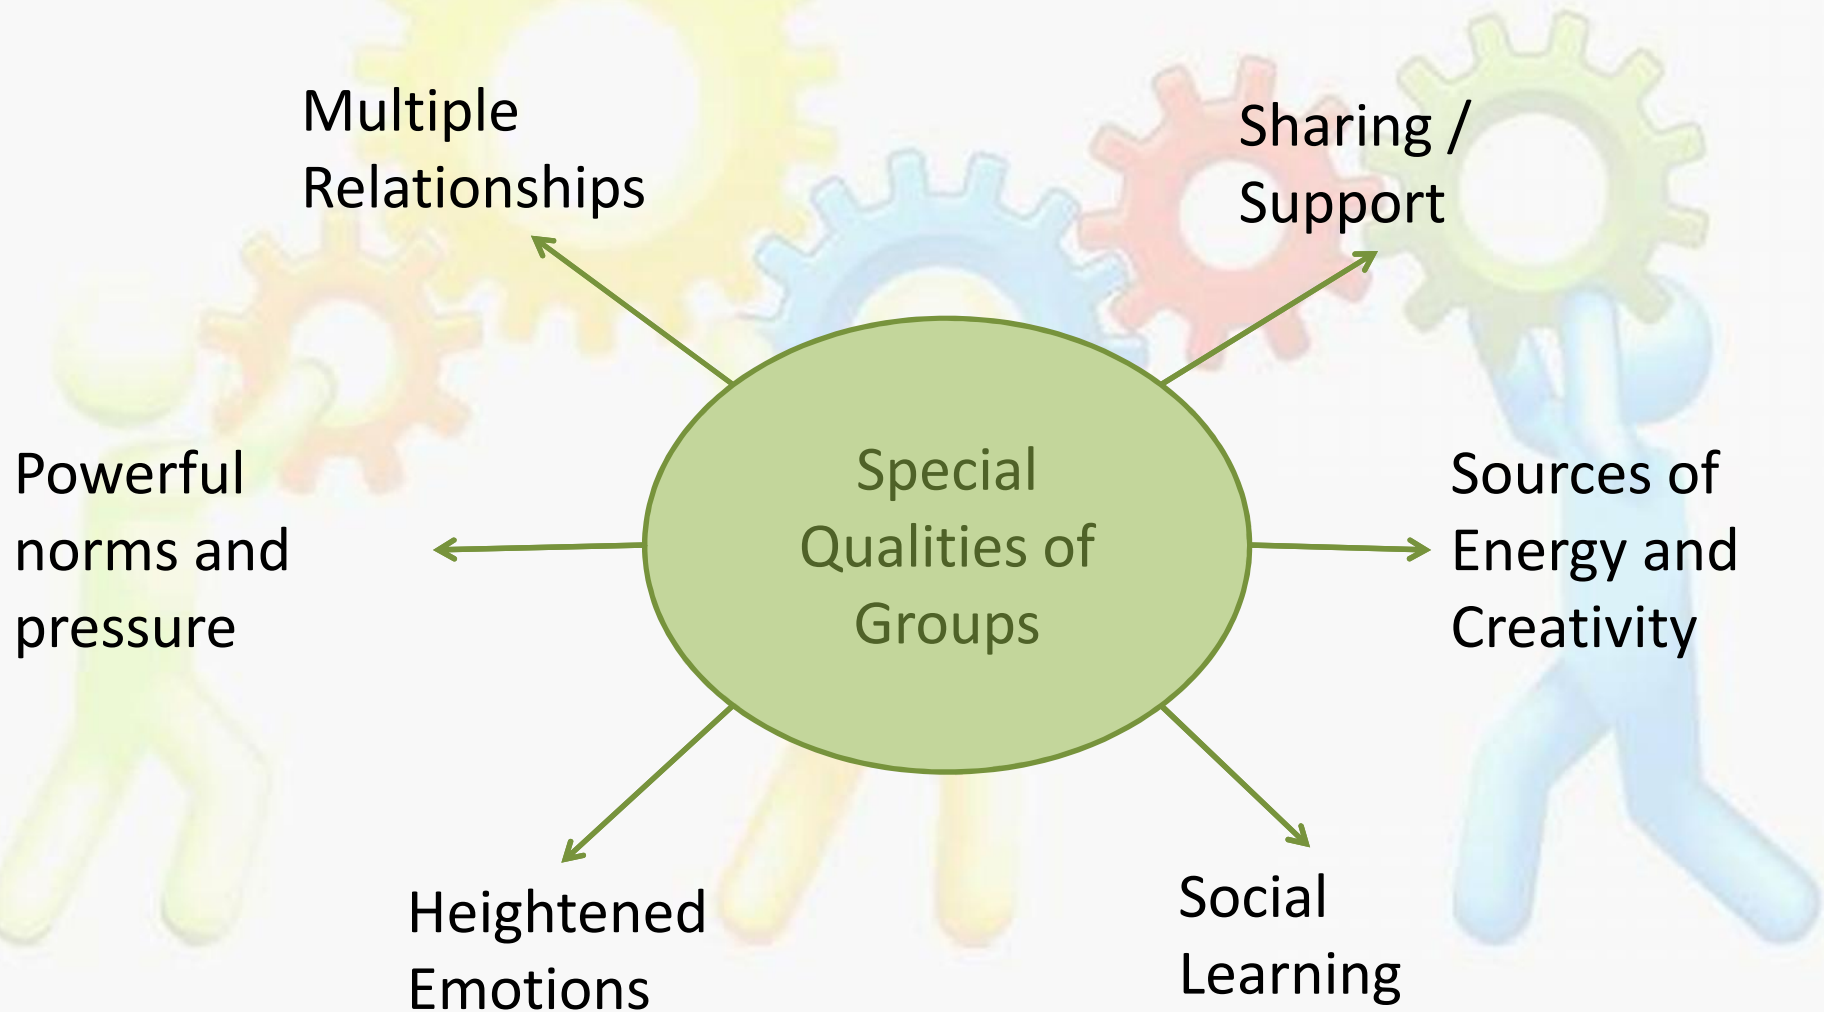 Multiple
Relationships
Sharing /
Support
Powerful
norms and
pressure
Special
Qualities of
Groups
Sources of
Energy and
Creativity
Heightened
Emotions
Social
Learning